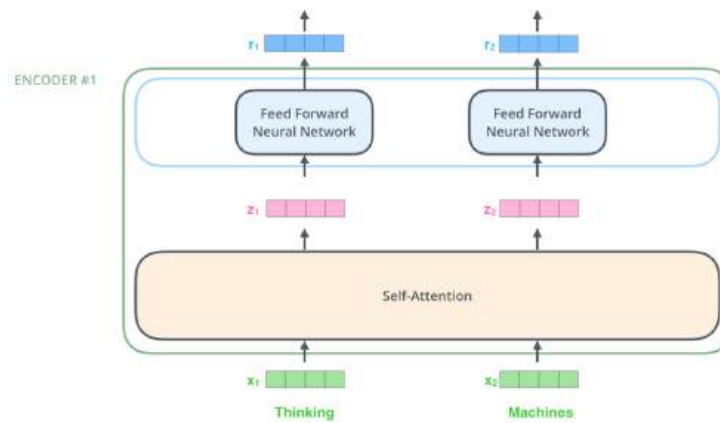 r₁
r₂
ENCODER #1
Feed Forward
Neural Network
Feed Forward
Neural Network
z₁
z₂
Self-Attention
x₁
x₂
Thinking
Machines